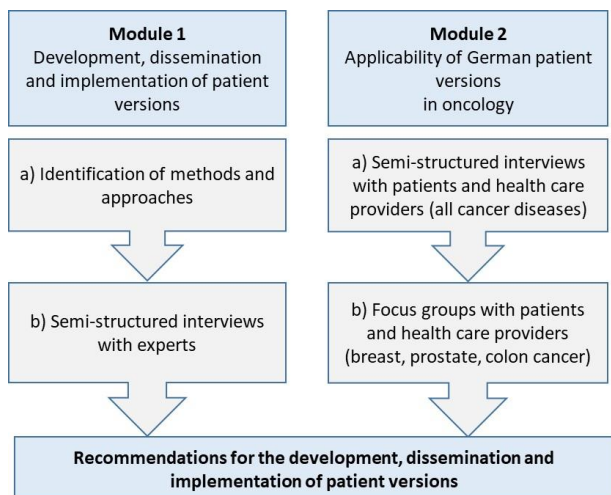 Module 1
Development, dissemination
and implementation of patient
versions
a) Identification of methods and
approaches
b) Semi-structured interviews
with experts
Module 2
Applicability of German patient
versions
in oncology
a) Semi-structured interviews
with patients and health care
providers (all cancer diseases)
b) Focus groups with patients
and health care providers
(breast, prostate, colon cancer)
Recommendations for the development, dissemination and
implementation of patient versions